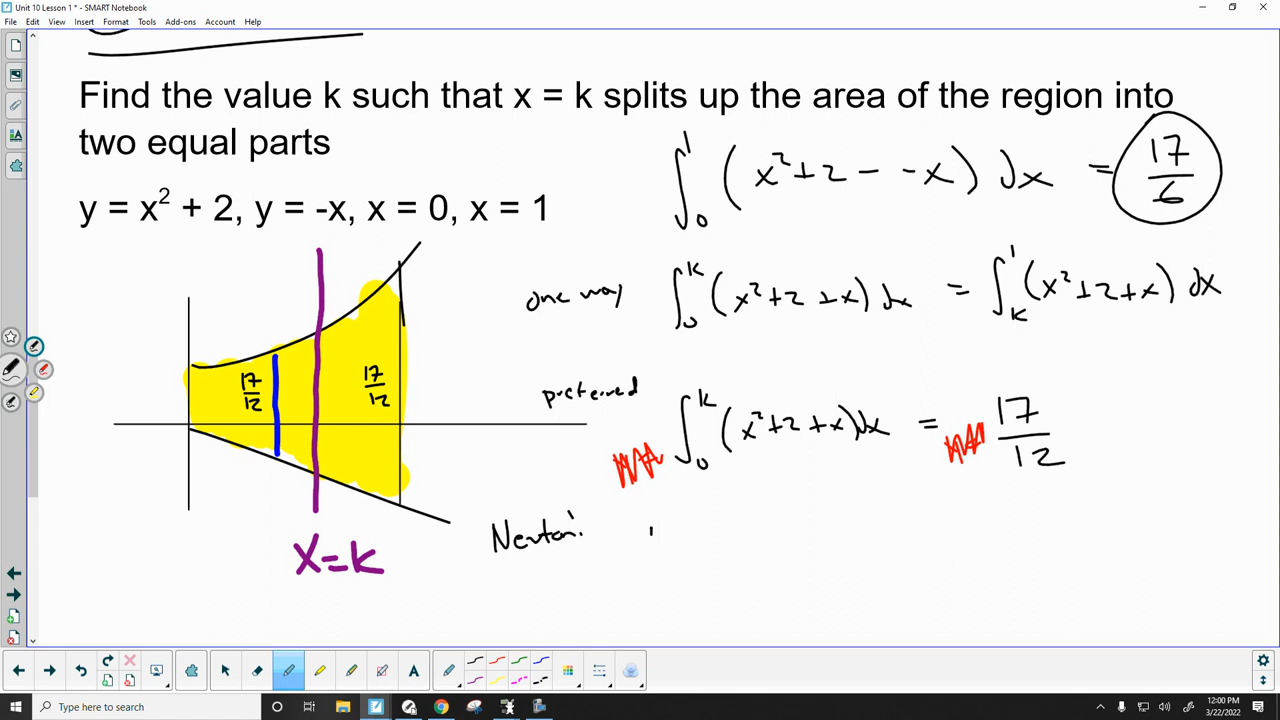 Unit 10 Lesson 1 * - SMART Notebook
File Edit View Insert Format Tools Add-ons Account Help
Find the value k such that x = k splits up the area of the region into
two equal parts
y = x² + 2, y = -x, x = 0, x = 1
∫₀¹ (x²+2 - -x) dx = 17/6
one way ∫₀ᵏ (x²+2+x) dx = ∫ₖ¹ (x²+2+x) dx
17/12 17/12
preferred ∫₀ᵏ (x²+2+x)dx = 17/12
x=k
Newton:
Type here to search
12:00 PM
3/22/2022